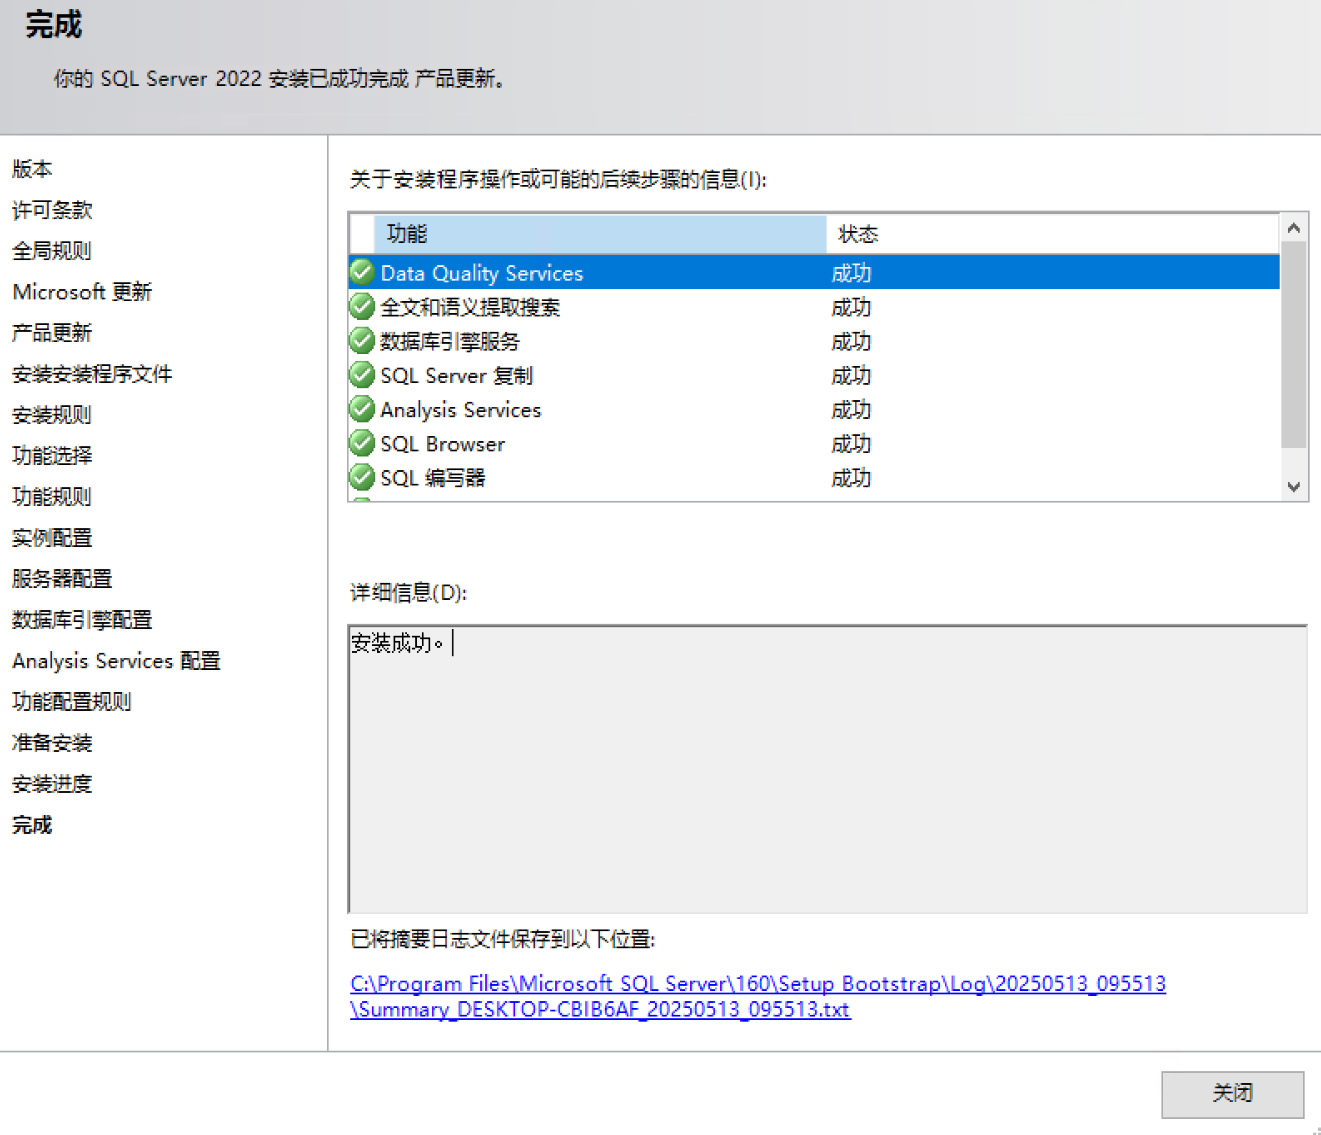 完成
你的 SQL Server 2022 安装已成功完成 产品更新。
版本
许可条款
全局规则
Microsoft 更新
产品更新
安装安装程序文件
安装规则
功能选择
功能规则
实例配置
服务器配置
数据库引擎配置
Analysis Services 配置
功能配置规则
准备安装
安装进度
完成
关于安装程序操作或可能的后续步骤的信息(I):
功能 状态
Data Quality Services 成功
全文和语义提取搜索 成功
数据库引擎服务 成功
SQL Server 复制 成功
Analysis Services 成功
SQL Browser 成功
SQL 编写器 成功
详细信息(D):
安装成功。
已将摘要日志文件保存到以下位置:
C:\Program Files\Microsoft SQL Server\160\Setup Bootstrap\Log\20250513_095513
\Summary_DESKTOP-CBIB6AF_20250513_095513.txt
关闭